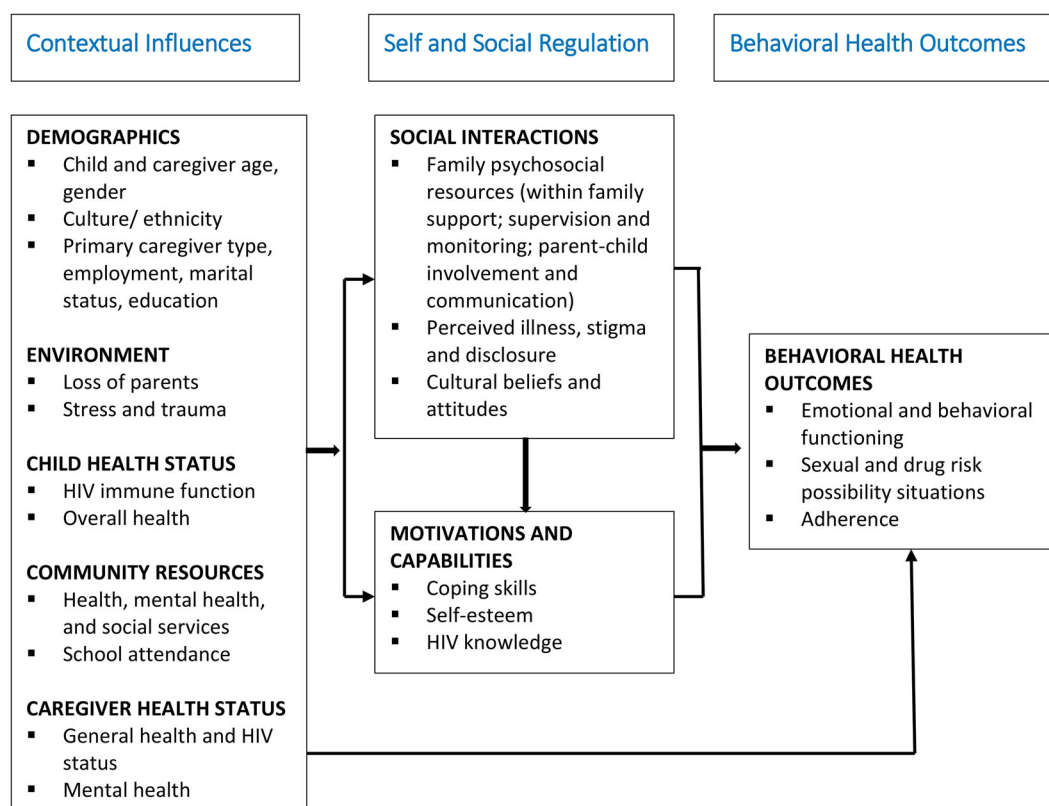 Contextual Influences
Self and Social Regulation
Behavioral Health Outcomes
DEMOGRAPHICS
▪ Child and caregiver age,
gender
▪ Culture/ ethnicity
▪ Primary caregiver type,
employment, marital
status, education
ENVIRONMENT
▪ Loss of parents
▪ Stress and trauma
CHILD HEALTH STATUS
▪ HIV immune function
▪ Overall health
COMMUNITY RESOURCES
▪ Health, mental health,
and social services
▪ School attendance
CAREGIVER HEALTH STATUS
▪ General health and HIV
status
▪ Mental health
SOCIAL INTERACTIONS
▪ Family psychosocial
resources (within family
support; supervision and
monitoring; parent-child
involvement and
communication)
▪ Perceived illness, stigma
and disclosure
▪ Cultural beliefs and
attitudes
MOTIVATIONS AND
CAPABILITIES
▪ Coping skills
▪ Self-esteem
▪ HIV knowledge
BEHAVIORAL HEALTH
OUTCOMES
▪ Emotional and behavioral
functioning
▪ Sexual and drug risk
possibility situations
▪ Adherence